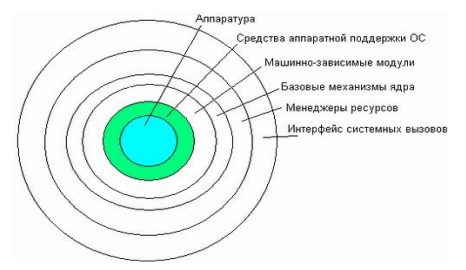 Аппаратура
Средства аппаратной поддержки ОС
Машинно-зависимые модули
Базовые механизмы ядра
Менеджеры ресурсов
Интерфейс системных вызовов